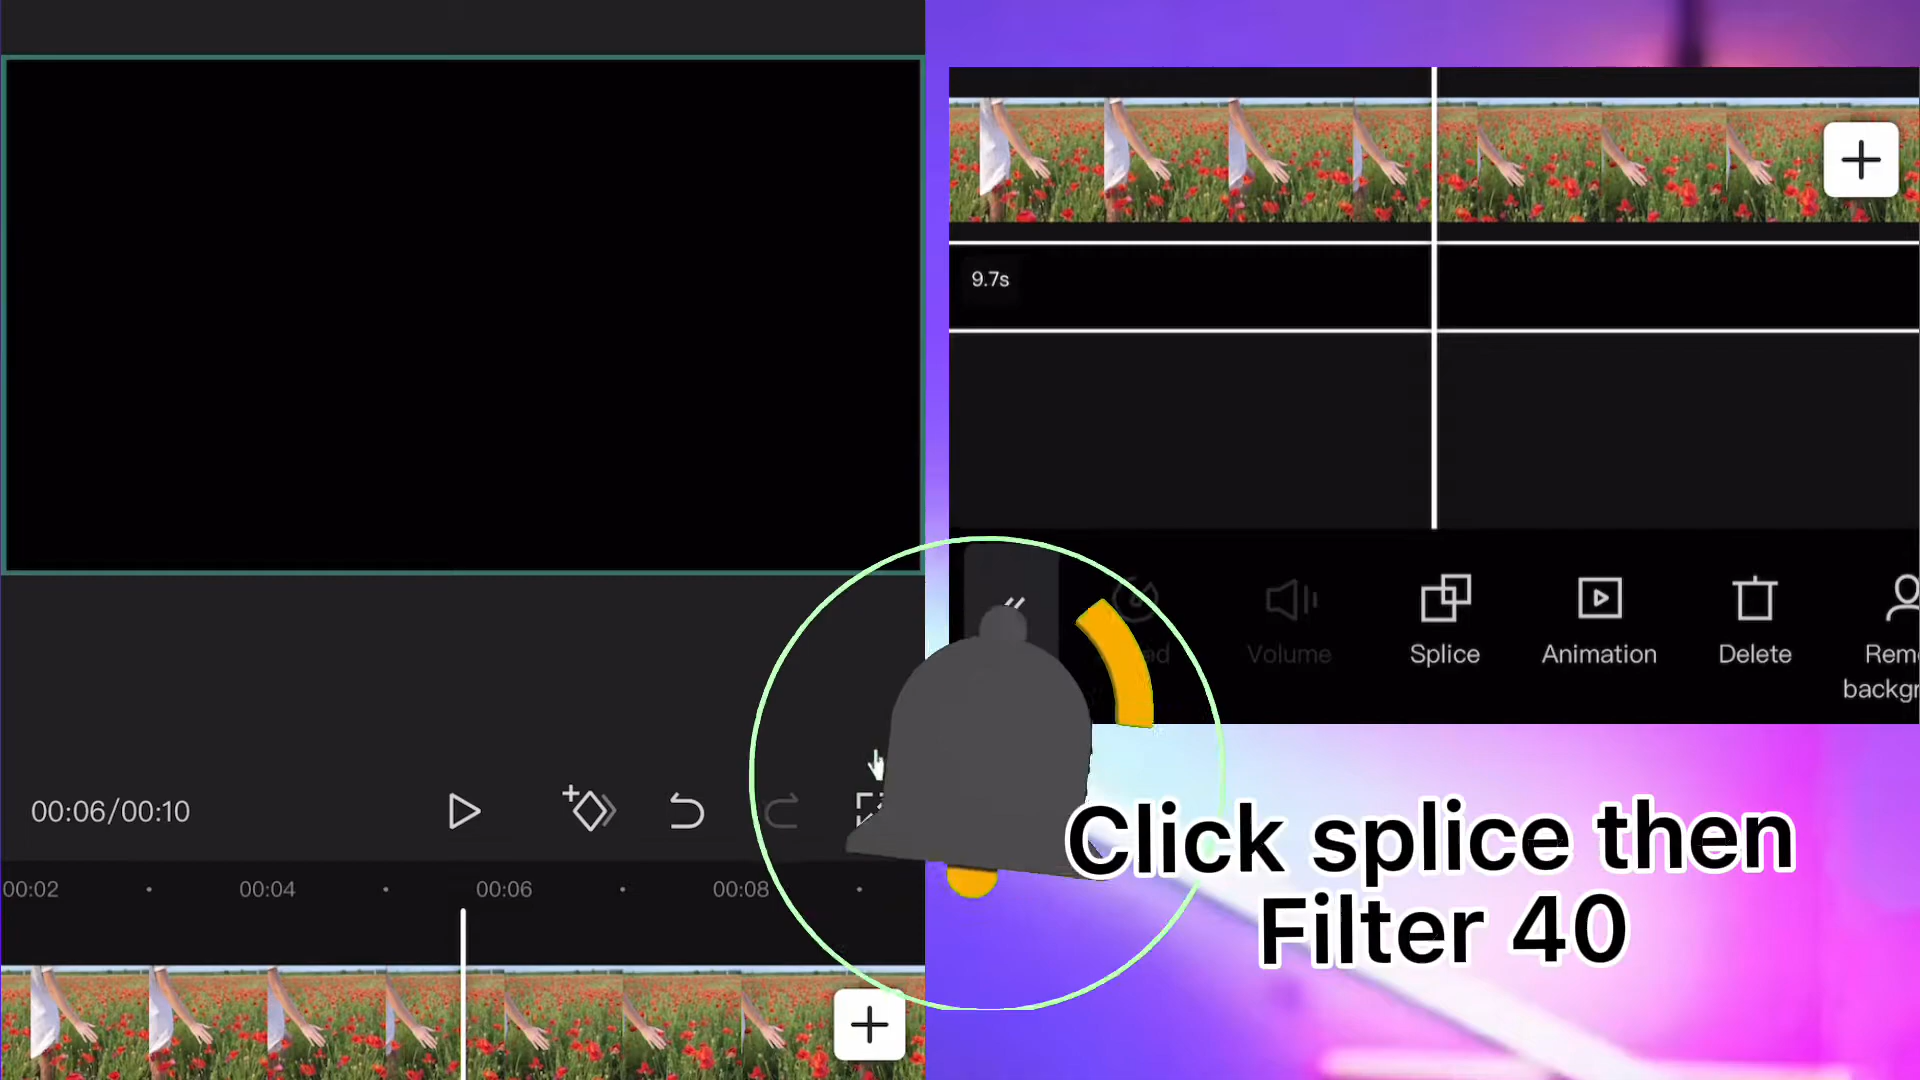 00:06/00:10
00:02
00:04
00:06
00:08
9.7s
Volume
Splice
Animation
Delete
Click splice then
Filter 40